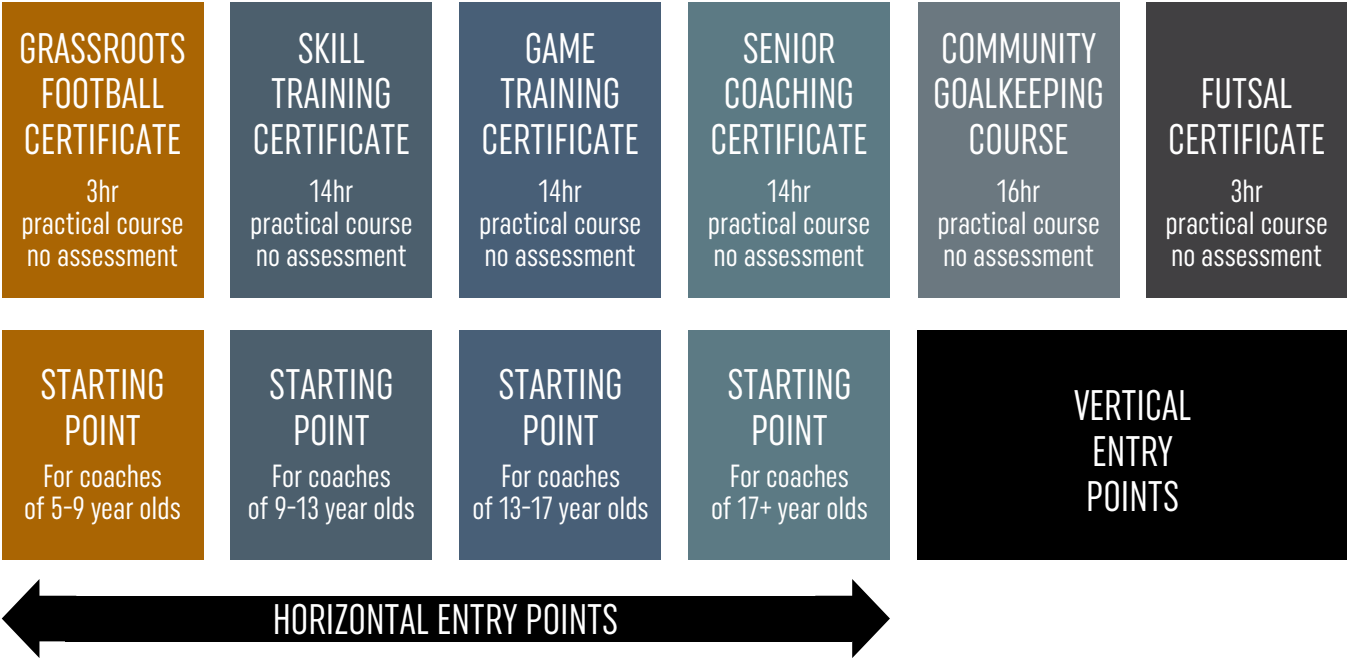 GRASSROOTS
FOOTBALL
CERTIFICATE
3hr
practical course
no assessment
SKILL
TRAINING
CERTIFICATE
14hr
practical course
no assessment
GAME
TRAINING
CERTIFICATE
14hr
practical course
no assessment
SENIOR
COACHING
CERTIFICATE
14hr
practical course
no assessment
COMMUNITY
GOALKEEPING
COURSE
16hr
practical course
no assessment
FUTSAL
CERTIFICATE
3hr
practical course
no assessment
STARTING
POINT
For coaches
of 5-9 year olds
STARTING
POINT
For coaches
of 9-13 year olds
STARTING
POINT
For coaches
of 13-17 year olds
STARTING
POINT
For coaches
of 17+ year olds
VERTICAL
ENTRY
POINTS
HORIZONTAL ENTRY POINTS